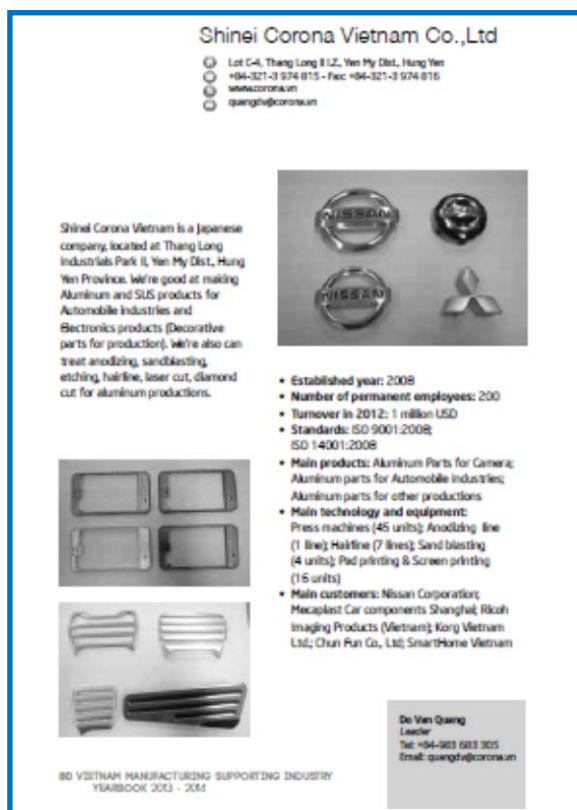 Shinei Corona Vietnam Co.,Ltd
Lot C-4, Thang Long II I.Z., Yen My Dist., Hung Yen
+84-321-3 974 815 - Fax: +84-321-3 974 816
www.corona.vn
quangdv@corona.vn
NISSAN
NISSAN
Shinei Corona Vietnam is a Japanese
company, located at Thang Long
Industrials Park II, Yen My Dist., Hung
Yen Province. We're good at making
Aluminum and SUS products for
Automobile industries and
Electronics products (Decorative
parts for production). We're also can
treat anodizing, sandblasting,
etching, hairline, laser cut, diamond
cut for aluminum productions.
• Established year: 2008
• Number of permanent employees: 200
• Turnover in 2012: 1 million USD
• Standards: ISO 9001:2008;
ISO 14001:2008
• Main products: Aluminum Parts for Camera;
Aluminum parts for Automobile Industries;
Aluminum parts for other productions
• Main technology and equipment:
Press machines (45 units); Anodizing line
(1 line); Hairline (7 lines); Sand blasting
(4 units); Pad printing & Screen printing
(16 units)
• Main customers: Nissan Corporation;
Mecaplast Car components Shanghai; Ricoh
Imaging Products (Vietnam); Korg Vietnam
Ltd.; Chun Fun Co., Ltd; SmartHome Vietnam
Do Van Quang
Leader
Tel: +84-983 683 305
Email: quangdv@corona.vn
80 VIETNAM MANUFACTURING SUPPORTING INDUSTRY
YEARBOOK 2013 - 2014